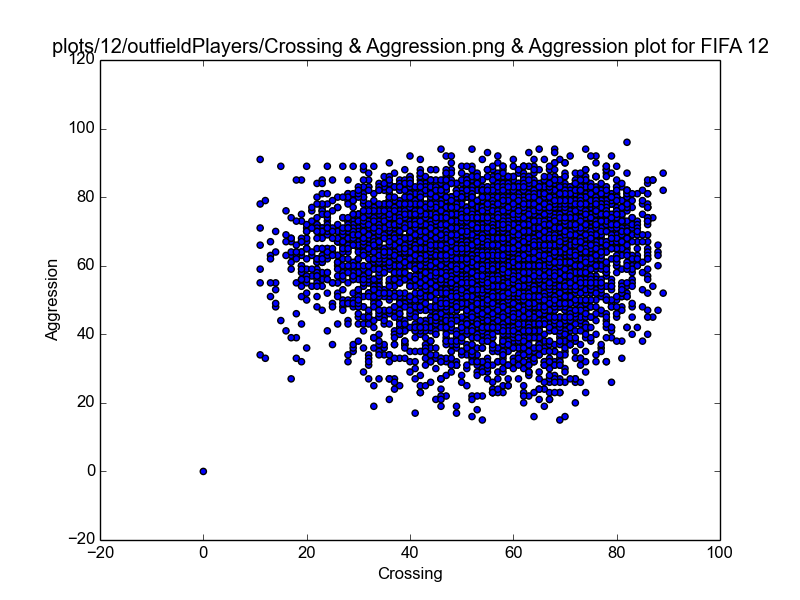 plots/12/outfieldPlayers/Crossing & Aggression.png & Aggression plot for FIFA 12
120
100
80
60
40
20
0
−20
Aggression
−20 0 20 40 60 80 100
Crossing